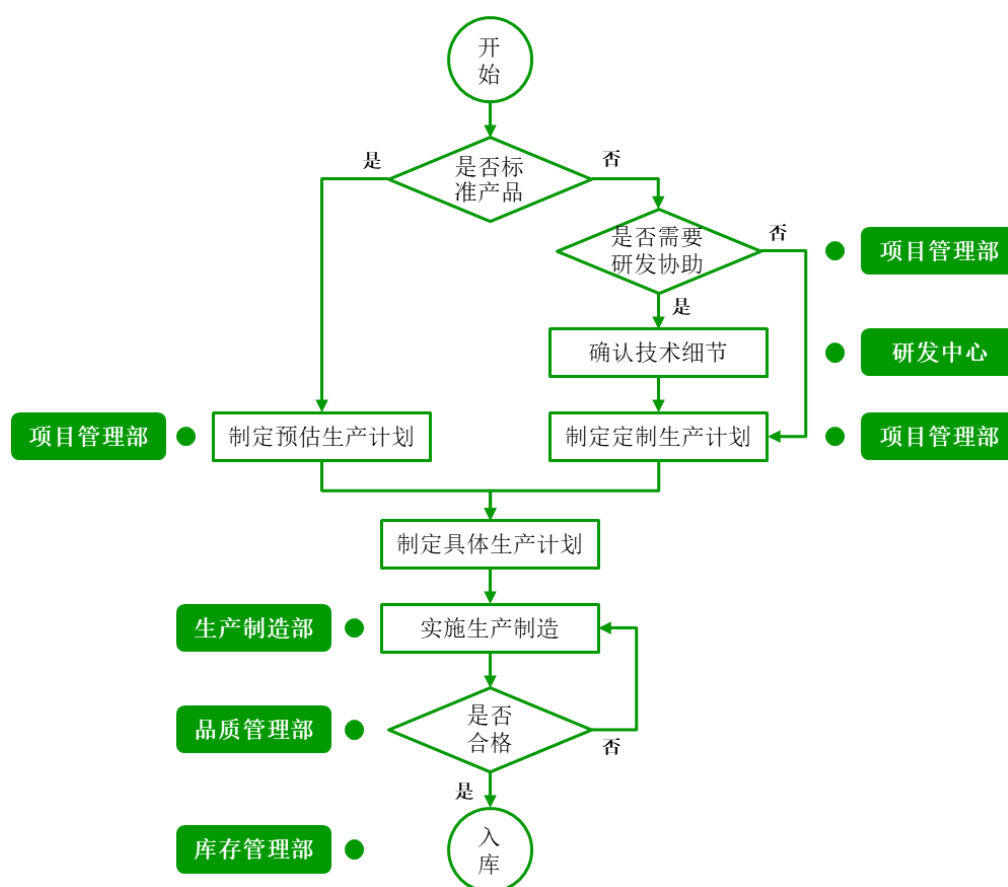 开
始
是
是否标
准产品
否
是否需要
研发协助
否
项目管理部
是
确认技术细节
研发中心
项目管理部
制定预估生产计划
制定定制生产计划
项目管理部
制定具体生产计划
生产制造部
实施生产制造
品质管理部
是否
合格
否
是
库存管理部
入
库